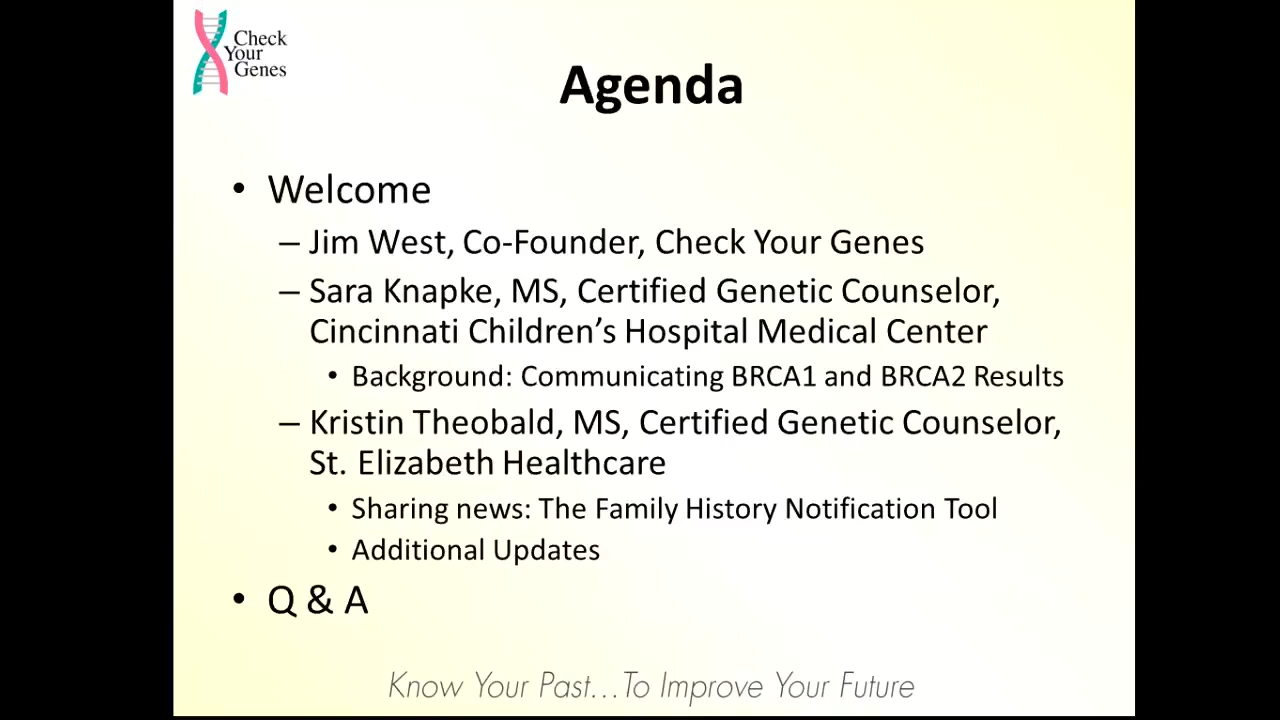 Check
Your
Genes
Agenda
• Welcome
– Jim West, Co-Founder, Check Your Genes
– Sara Knapke, MS, Certified Genetic Counselor,
Cincinnati Children’s Hospital Medical Center
• Background: Communicating BRCA1 and BRCA2 Results
– Kristin Theobald, MS, Certified Genetic Counselor,
St. Elizabeth Healthcare
• Sharing news: The Family History Notification Tool
• Additional Updates
• Q & A
Know Your Past...To Improve Your Future